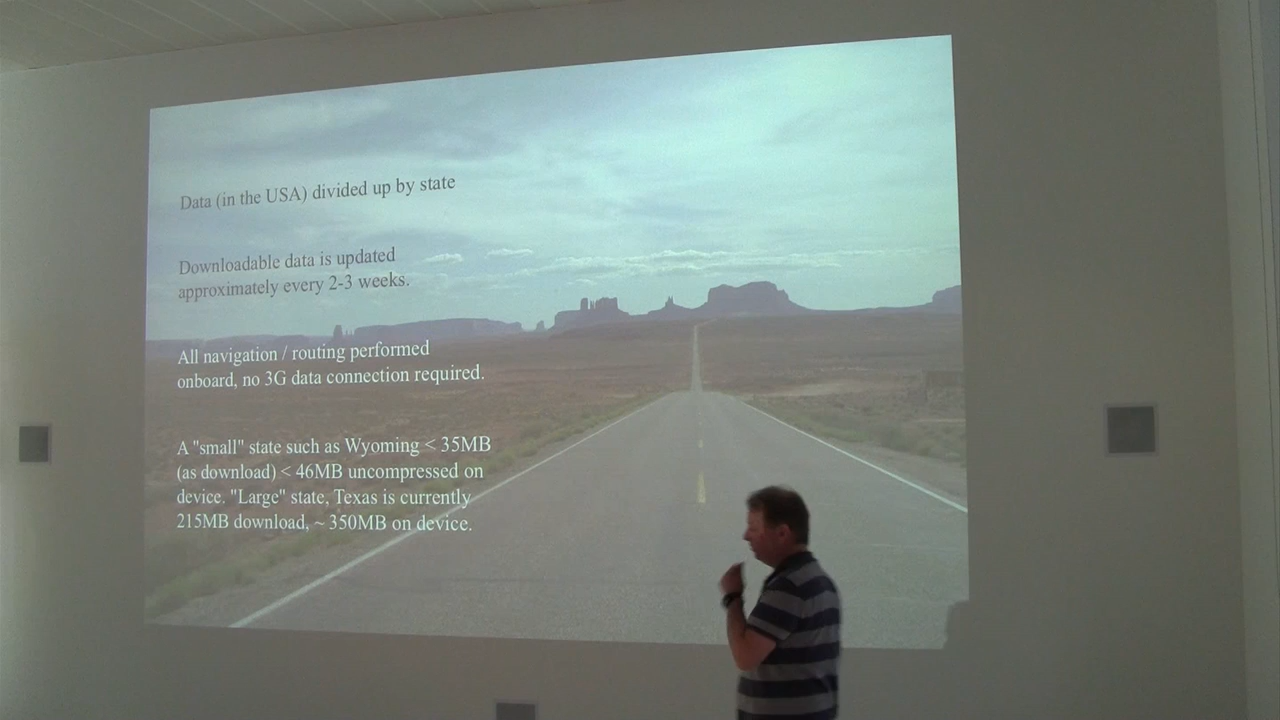 Data (in the USA) divided up by state
Downloadable data is updated
approximately every 2-3 weeks.
All navigation / routing performed
onboard, no 3G data connection required.
A "small" state such as Wyoming < 35MB
(as download) < 46MB uncompressed on
device. "Large" state, Texas is currently
215MB download, ~ 350MB on device.